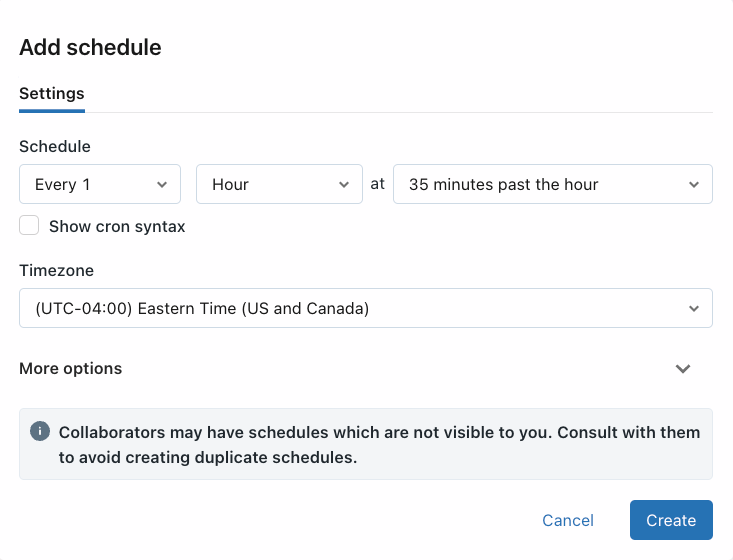 Add schedule
Settings
Schedule
Every 1 Hour at 35 minutes past the hour
Show cron syntax
Timezone
(UTC-04:00) Eastern Time (US and Canada)
More options
Collaborators may have schedules which are not visible to you. Consult with them
to avoid creating duplicate schedules.
Cancel Create